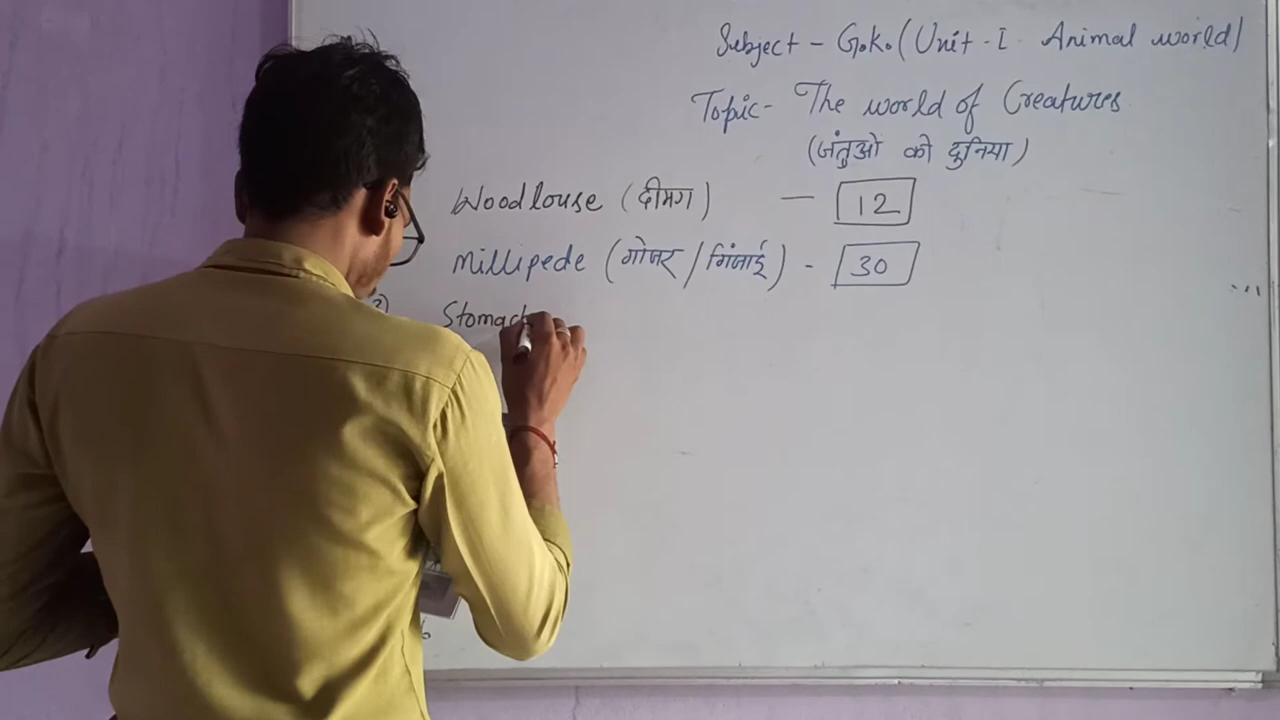 Subject - G.K. (Unit - I Animal world)
Topic - The world of Creatures
(जंतुओ को दुनिया)
Woodlouse (दीमग) — 12
Millipede (गोजर / गिंजाई) - 30
Stomach